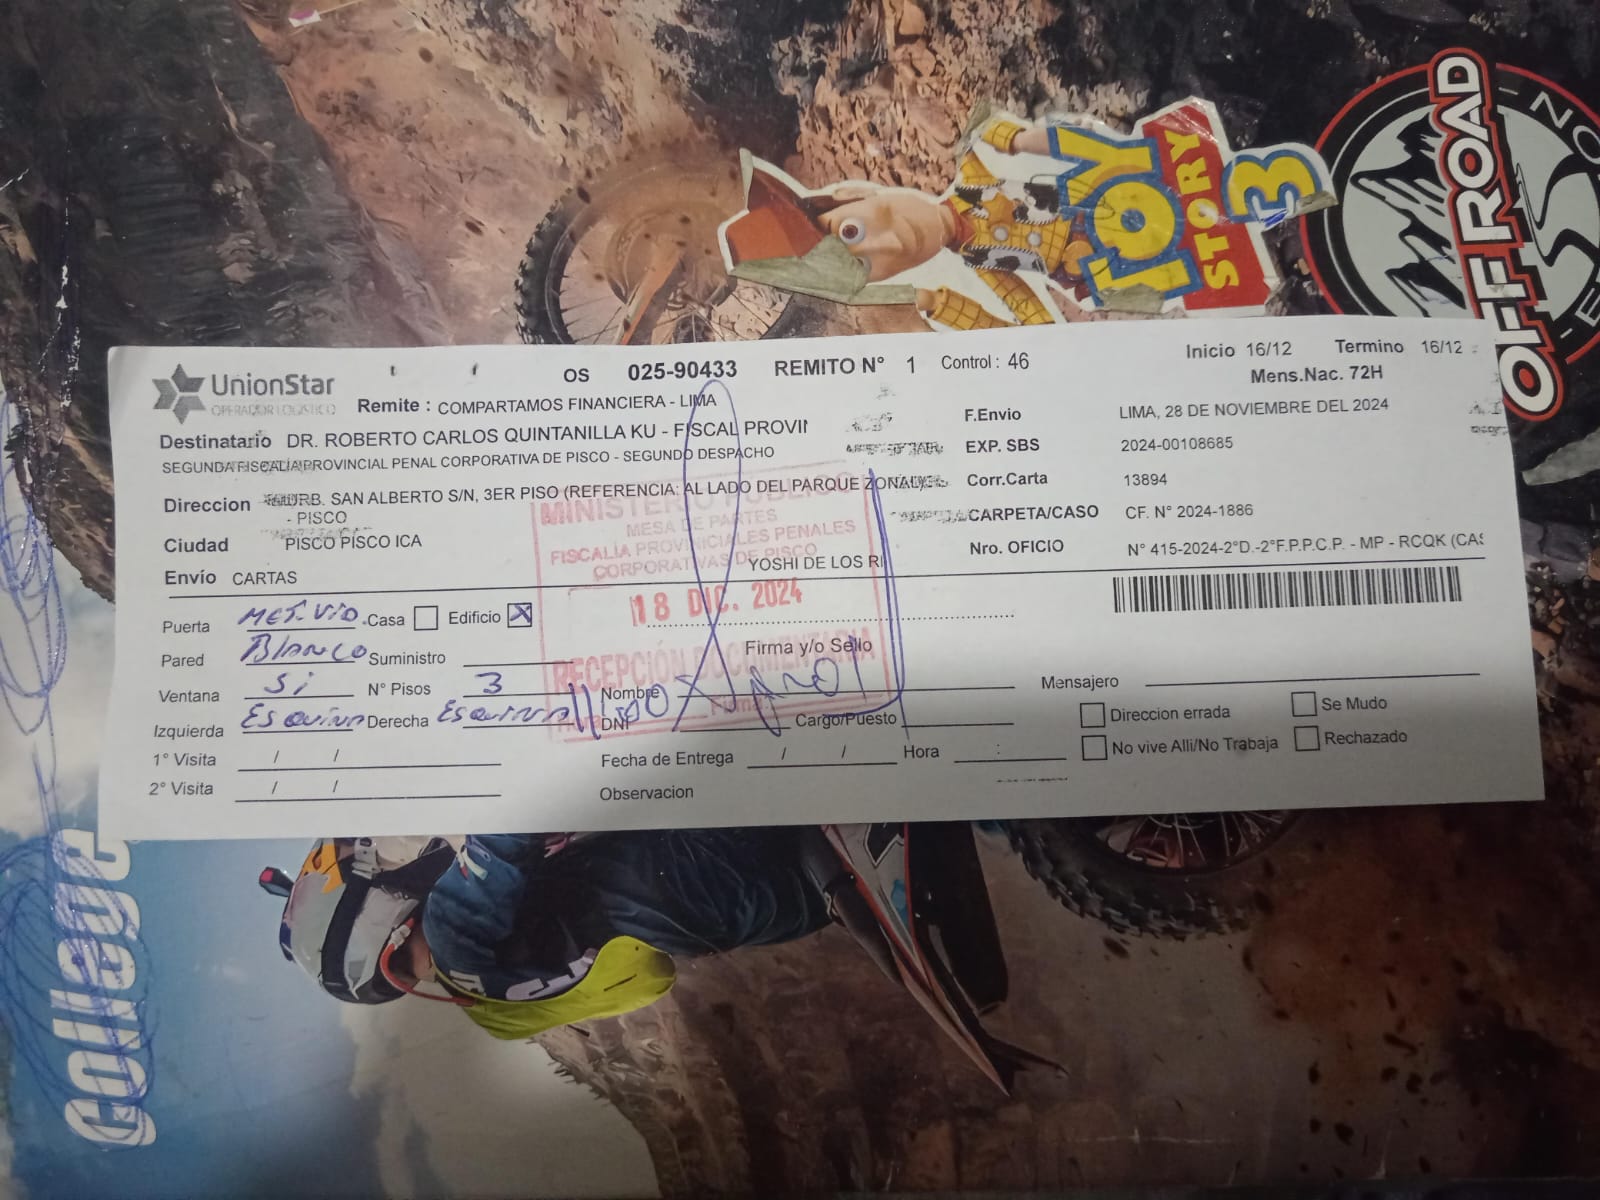 UnionStar
OPERADOR LOGISTICO
OS 025-90433 REMITO N° 1 Control : 46
Inicio 16/12 Termino 16/12
Mens.Nac. 72H
Remite : COMPARTAMOS FINANCIERA - LIMA
Destinatario DR. ROBERTO CARLOS QUINTANILLA KU - FISCAL PROVIN
SEGUNDA FISCALIA PROVINCIAL PENAL CORPORATIVA DE PISCO - SEGUNDO DESPACHO
Direccion URB. SAN ALBERTO S/N, 3ER PISO (REFERENCIA: AL LADO DEL PARQUE ZONAL)
- PISCO
Ciudad PISCO PISCO ICA
Envío CARTAS
YOSHI DE LOS RI
F.Envio LIMA, 28 DE NOVIEMBRE DEL 2024
EXP. SBS 2024-00108685
Corr.Carta 13894
CARPETA/CASO CF. N° 2024-1886
Nro. OFICIO N° 415-2024-2°D.-2°F.P.P.C.P. - MP - RCQK (CAS
MINISTERIO PUBLICO
MESA DE PARTES
FISCALÍA PROVINCIALES PENALES
CORPORATIVAS DE PISCO
18 DIC. 2024
RECEPCIÓN DOCUMENTARIA
Firma:
Puerta Casa Edificio X
Pared Blanco Suministro
Ventana Si N° Pisos 3
Izquierda Esquina Derecha Esquina
1° Visita / /
2° Visita / /
Firma y/o Sello
Nombre
DNI Cargo/Puesto
Fecha de Entrega / / Hora :
Observacion
Mensajero
Direccion errada Se Mudo
No vive Alli/No Trabaja Rechazado
TOY
STORY
3
OFF ROAD
College